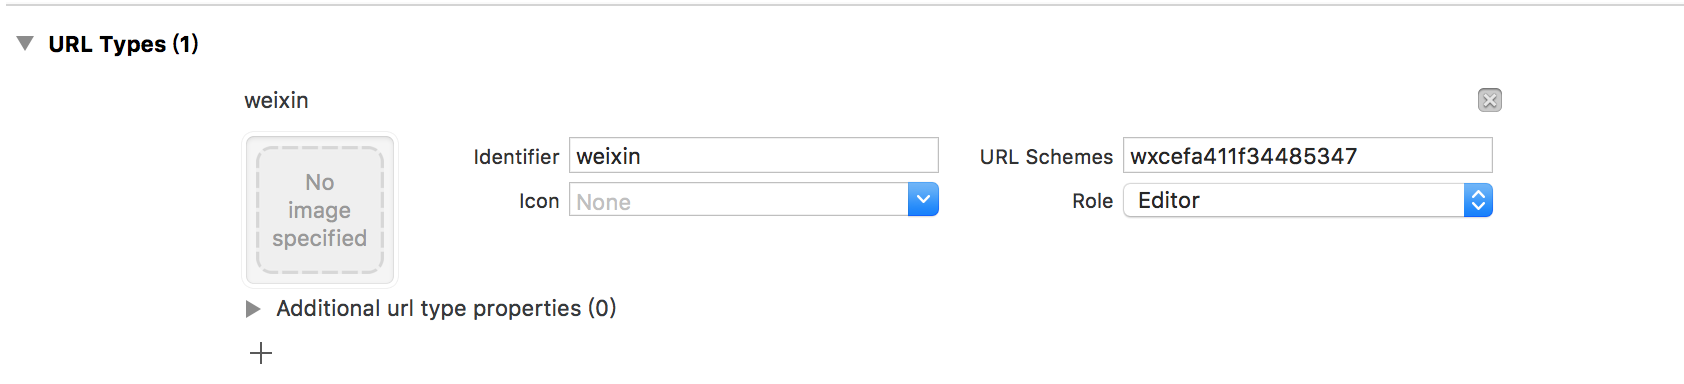 URL Types (1)
weixin
No
image
specified
Identifier weixin
URL Schemes wxcefa411f34485347
Icon None
Role Editor
Additional url type properties (0)